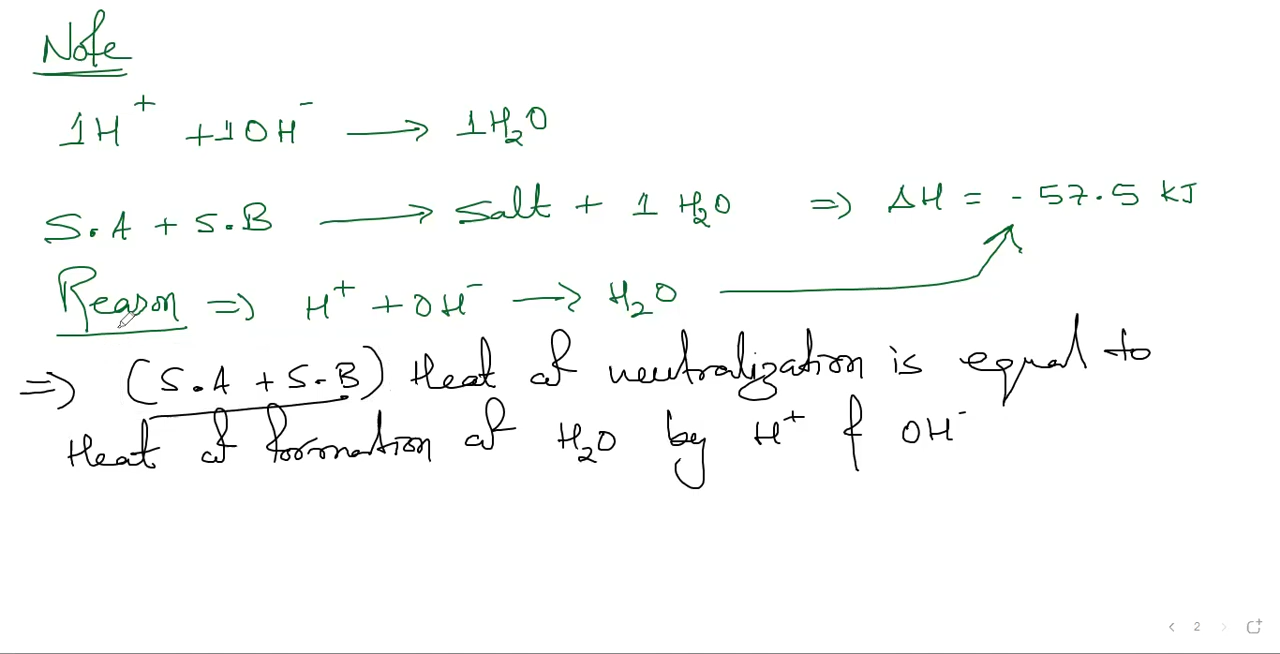 Note
1H⁺ + 1OH⁻ ⟶ 1H₂O
S.A + S.B ⟶ Salt + 1 H₂O ⇒ ΔH = - 57.5 KJ
Reason ⇒ H⁺ + OH⁻ ⟶ H₂O
⇒ (S.A + S.B) Heat of neutralization is equal to
Heat of formation of H₂O by H⁺ & OH⁻
2